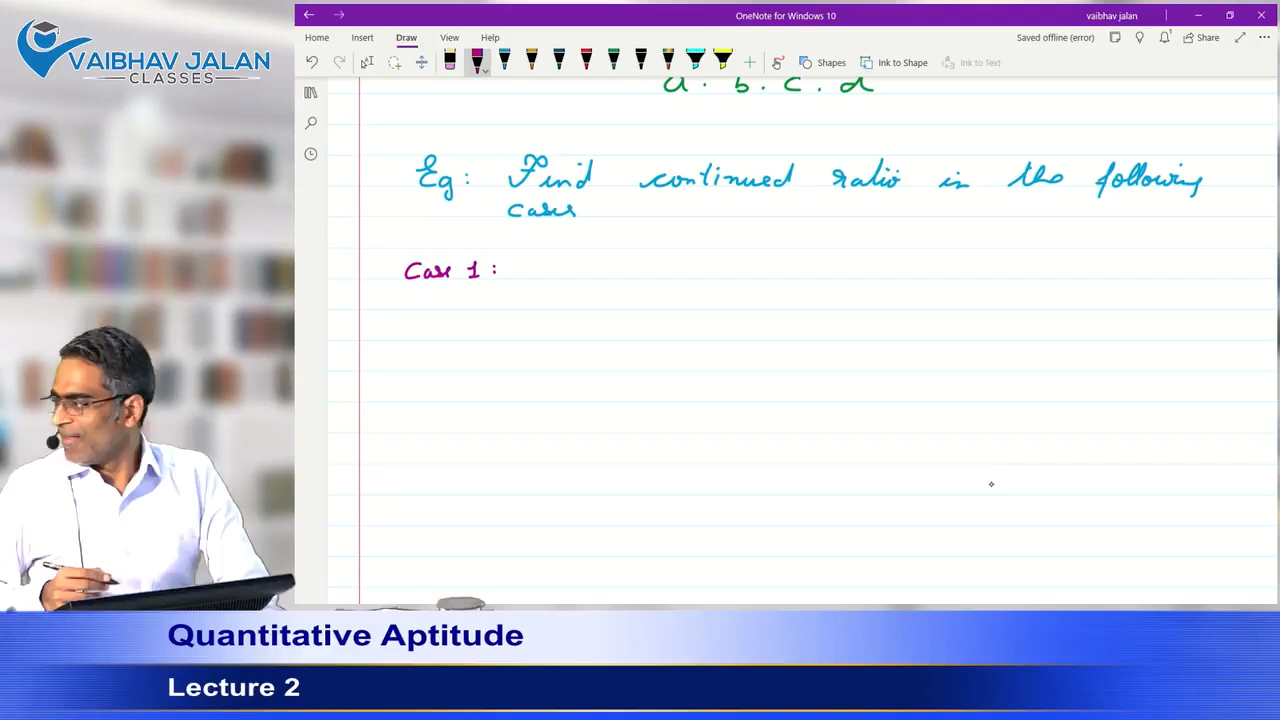 VAIBHAV JALAN
CLASSES
OneNote for Windows 10
vaibhav jalan
Home Insert Draw View Help
Saved offline (error)
1
Share
Shapes
Ink to Shape
Ink to Text
a : b : c : d
Eg: Find continued ratio in the following
cases
Case 1 :
Quantitative Aptitude
Lecture 2